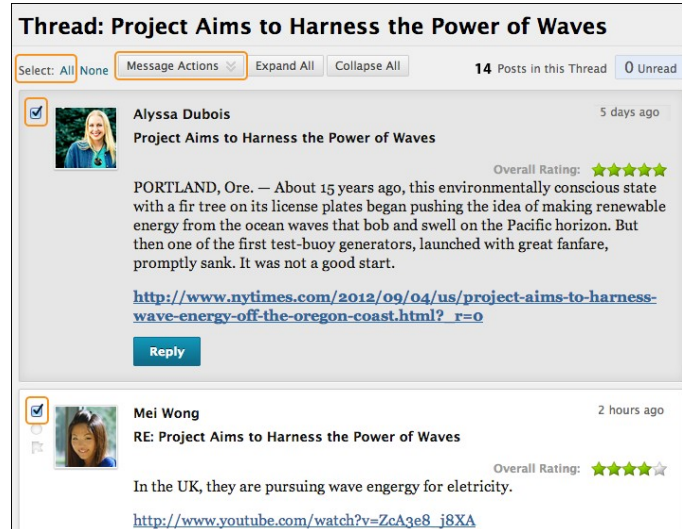 Thread: Project Aims to Harness the Power of Waves
Select: All None Message Actions Expand All Collapse All 14 Posts in this Thread 0 Unread
Alyssa Dubois 5 days ago
Project Aims to Harness the Power of Waves
Overall Rating:
PORTLAND, Ore. — About 15 years ago, this environmentally conscious state
with a fir tree on its license plates began pushing the idea of making renewable
energy from the ocean waves that bob and swell on the Pacific horizon. But
then one of the first test-buoy generators, launched with great fanfare,
promptly sank. It was not a good start.
http://www.nytimes.com/2012/09/04/us/project-aims-to-harness-
wave-energy-off-the-oregon-coast.html?_r=0
Reply
Mei Wong 2 hours ago
RE: Project Aims to Harness the Power of Waves
Overall Rating:
In the UK, they are pursuing wave engergy for eletricity.
http://www.youtube.com/watch?v=ZcA3e8_j8XA